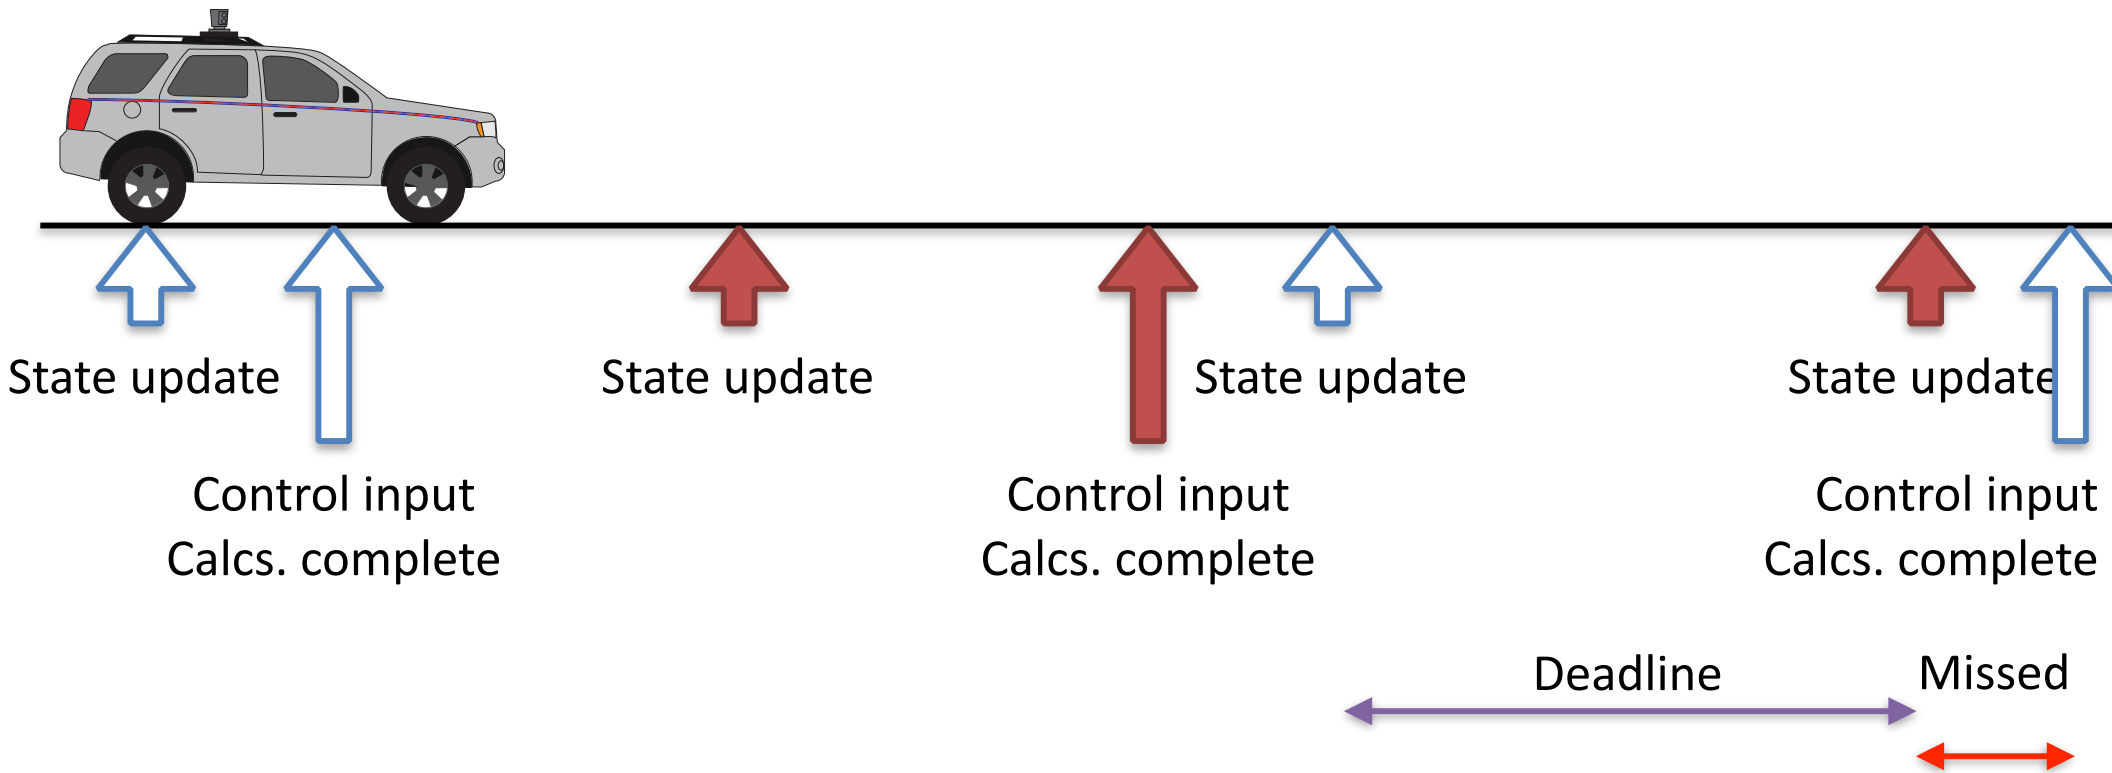 State update
State update
State update
State update
Control input
Calcs. complete
Control input
Calcs. complete
Control input
Calcs. complete
Deadline
Missed